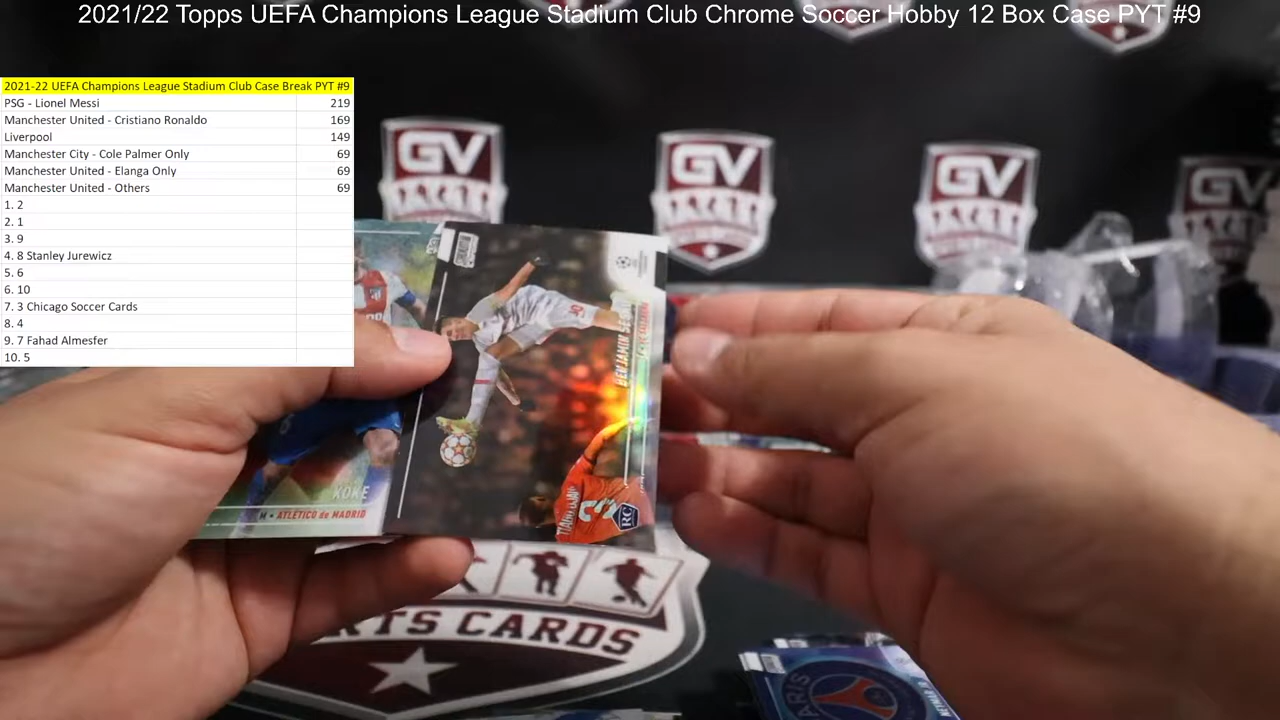 2021/22 Topps UEFA Champions League Stadium Club Chrome Soccer Hobby 12 Box Case PYT #9
2021-22 UEFA Champions League Stadium Club Case Break PYT #9
PSG - Lionel Messi 219
Manchester United - Cristiano Ronaldo 169
Liverpool 149
Manchester City - Cole Palmer Only 69
Manchester United - Elanga Only 69
Manchester United - Others 69
1. 2
2. 1
3. 9
4. 8 Stanley Jurewicz
5. 6
6. 10
7. 3 Chicago Soccer Cards
8. 4
9. 7 Fahad Almesfer
10. 5
GV
GV
GV
GV
BENJAMIN
RC
KOKE
M • ATLÉTICO de MADRID
RTS CARDS
PARIS
NEYMAR JR